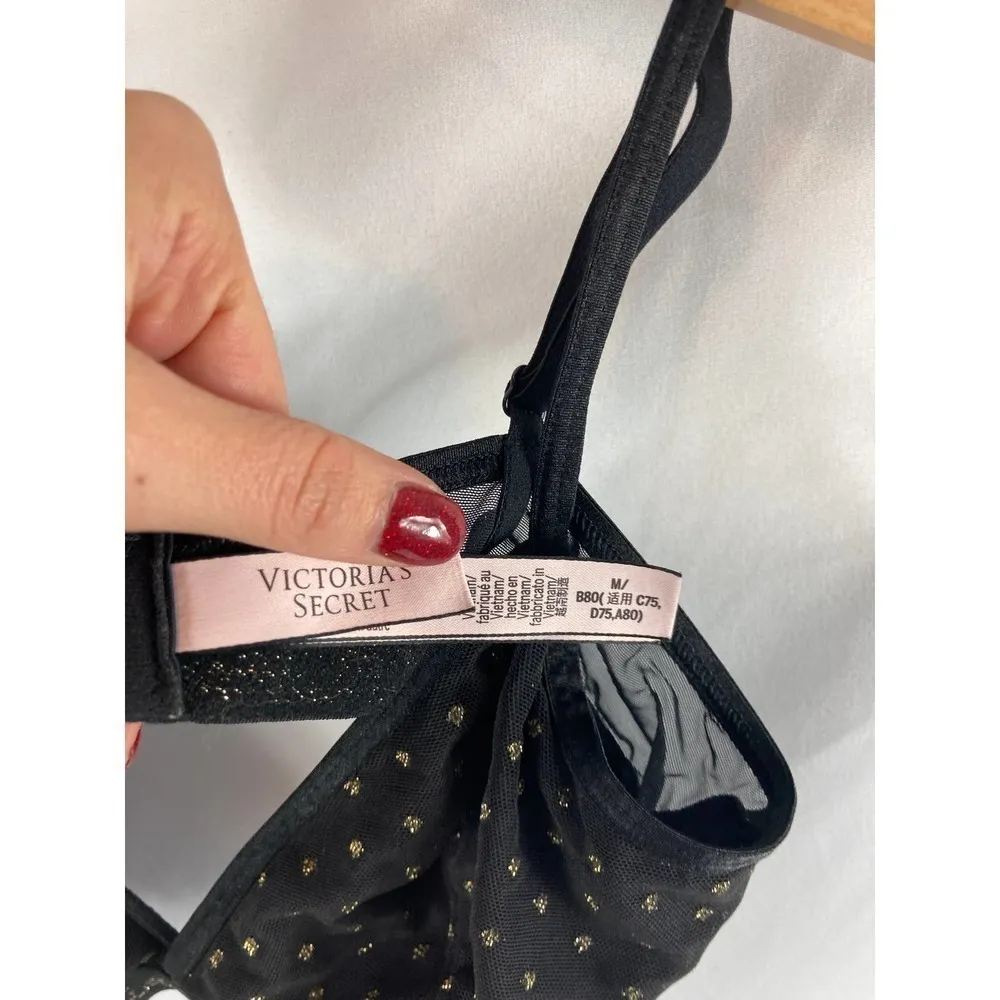 VICTORIA'S
SECRET
fabriqué au
Vietnam/
hecho en
Vietnam/
fabbricato in
Vietnam/
越南制造
M/
B80( 适用 C75,
D75,A80)